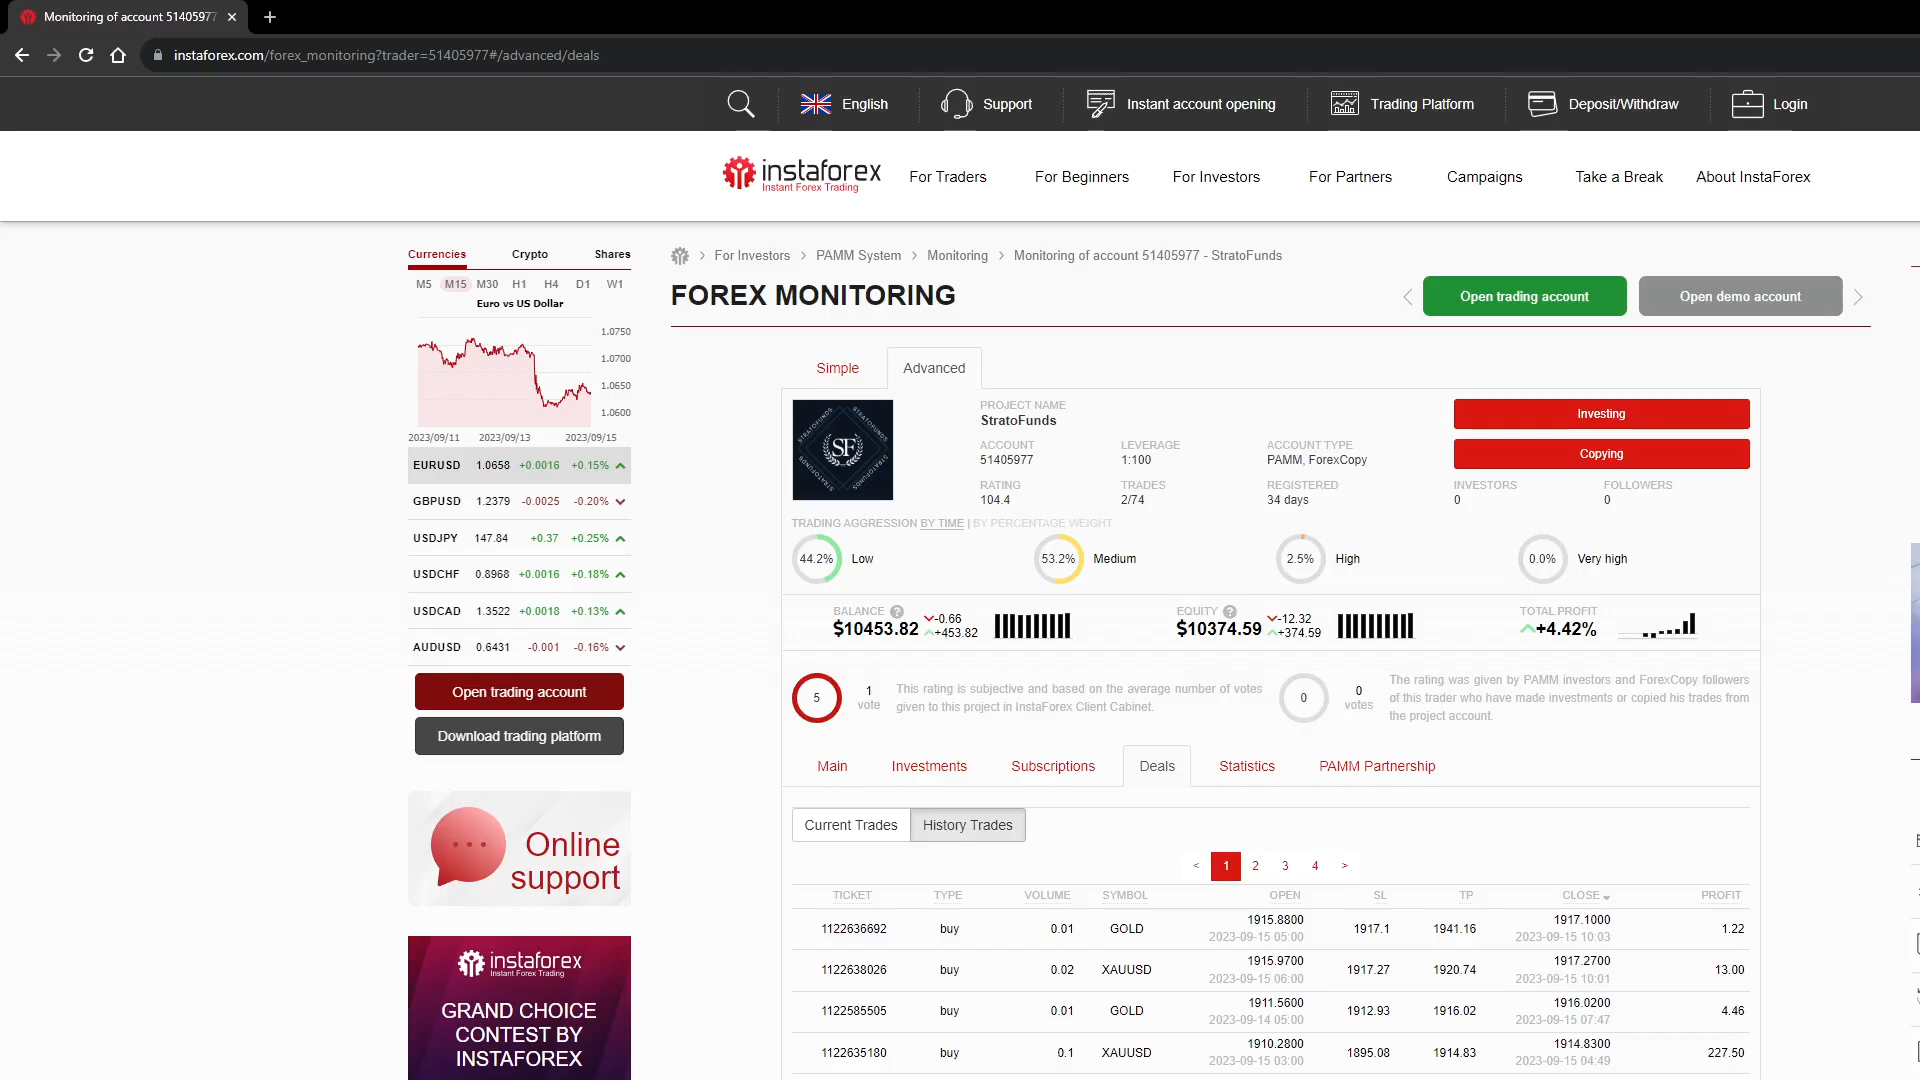 Monitoring of account 51405977
instaforex.com/forex_monitoring?trader=51405977#/advanced/deals
English
Support
Instant account opening
Trading Platform
Deposit/Withdraw
Login
instaforex
Instant Forex Trading
For Traders
For Beginners
For Investors
For Partners
Campaigns
Take a Break
About InstaForex
Currencies Crypto Shares
M5 M15 M30 H1 H4 D1 W1
Euro vs US Dollar
1.0750
1.0700
1.0650
1.0600
2023/09/11 2023/09/13 2023/09/15
EURUSD 1.0658 +0.0016 +0.15%
GBPUSD 1.2379 -0.0025 -0.20%
USDJPY 147.84 +0.37 +0.25%
USDCHF 0.8968 +0.0016 +0.18%
USDCAD 1.3522 +0.0018 +0.13%
AUDUSD 0.6431 -0.001 -0.16%
Open trading account
Download trading platform
Online
support
instaforex
Instant Forex Trading
GRAND CHOICE
CONTEST BY
INSTAFOREX
For Investors > PAMM System > Monitoring > Monitoring of account 51405977 - StratoFunds
FOREX MONITORING
Open trading account
Open demo account
Simple
Advanced
STRATOFUNDS
STRATOFUNDS
SF
STRATOFUNDS
STRATOFUNDS
PROJECT NAME
StratoFunds
ACCOUNT LEVERAGE ACCOUNT TYPE
51405977 1:100 PAMM, ForexCopy
RATING TRADES REGISTERED
104.4 2/74 34 days
Investing
Copying
INVESTORS FOLLOWERS
0 0
TRADING AGGRESSION BY TIME | BY PERCENTAGE WEIGHT
44.2% Low 53.2% Medium 2.5% High 0.0% Very high
BALANCE ?
$10453.82
-0.66
+453.82
EQUITY ?
$10374.59
-12.32
+374.59
TOTAL PROFIT
+4.42%
5
1
vote
This rating is subjective and based on the average number of votes
given to this project in InstaForex Client Cabinet.
0
0
votes
The rating was given by PAMM investors and ForexCopy followers
of this trader who have made investments or copied his trades from
the project account.
Main Investments Subscriptions Deals Statistics PAMM Partnership
Current Trades History Trades
< 1 2 3 4 >
TICKET TYPE VOLUME SYMBOL OPEN SL TP CLOSE PROFIT
1122636692 buy 0.01 GOLD 1915.8800 1917.1 1941.16 1917.1000 1.22
2023-09-15 05:00 2023-09-15 10:03
1122638026 buy 0.02 XAUUSD 1915.9700 1917.27 1920.74 1917.2700 13.00
2023-09-15 06:00 2023-09-15 10:01
1122585505 buy 0.01 GOLD 1911.5600 1912.93 1916.02 1916.0200 4.46
2023-09-14 05:00 2023-09-15 07:47
1122635180 buy 0.1 XAUUSD 1910.2800 1895.08 1914.83 1914.8300 227.50
2023-09-15 03:00 2023-09-15 04:49